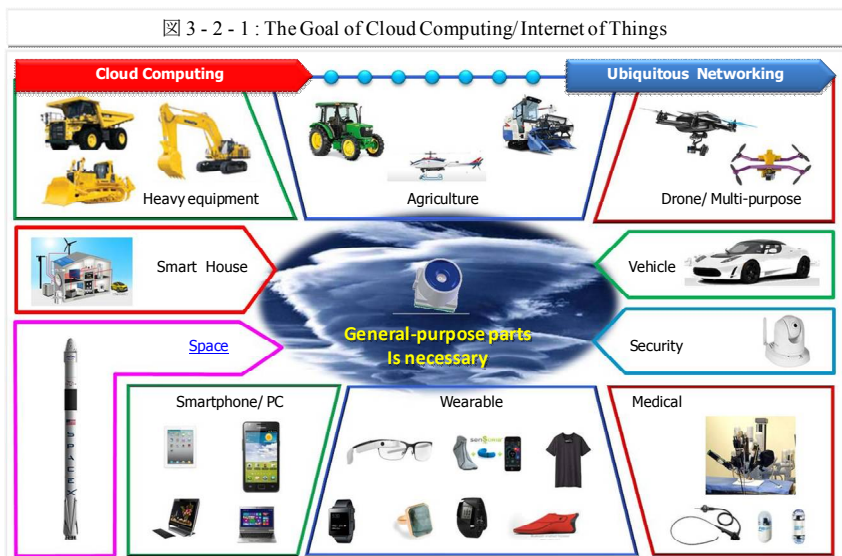 図 3 - 2 - 1 : The Goal of Cloud Computing/ Internet of Things
Cloud Computing
Ubiquitous Networking
Heavy equipment
Agriculture
Drone/ Multi-purpose
Smart House
Vehicle
General-purpose parts
Is necessary
Space
Security
SPACEX
Smartphone/ PC
Wearable
Medical